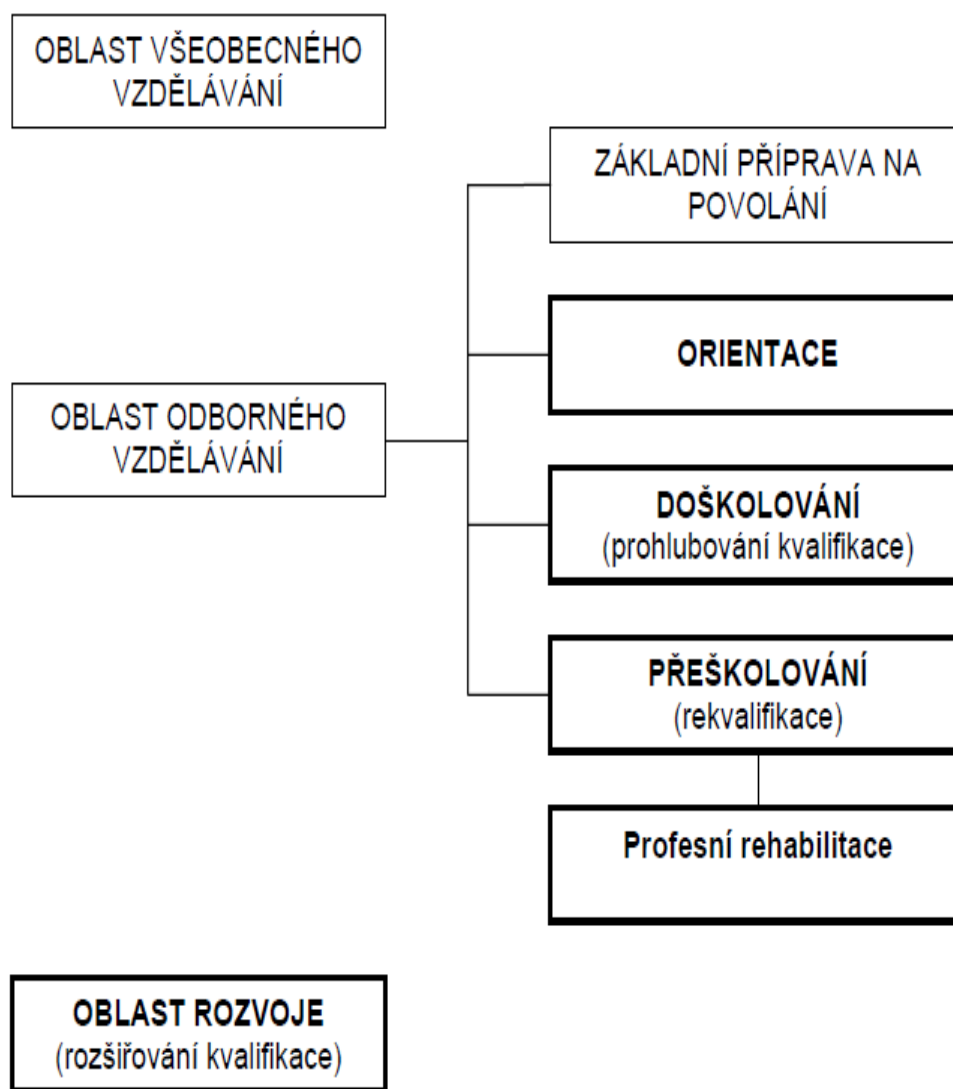 OBLAST VŠEOBECNÉHO
VZDĚLÁVÁNÍ
ZÁKLADNÍ PŘÍPRAVA NA
POVOLÁNÍ
ORIENTACE
OBLAST ODBORNÉHO
VZDĚLÁVÁNÍ
DOŠKOLOVÁNÍ
(prohlubování kvalifikace)
PŘEŠKOLOVÁNÍ
(rekvalifikace)
Profesní rehabilitace
OBLAST ROZVOJE
(rozšiřování kvalifikace)